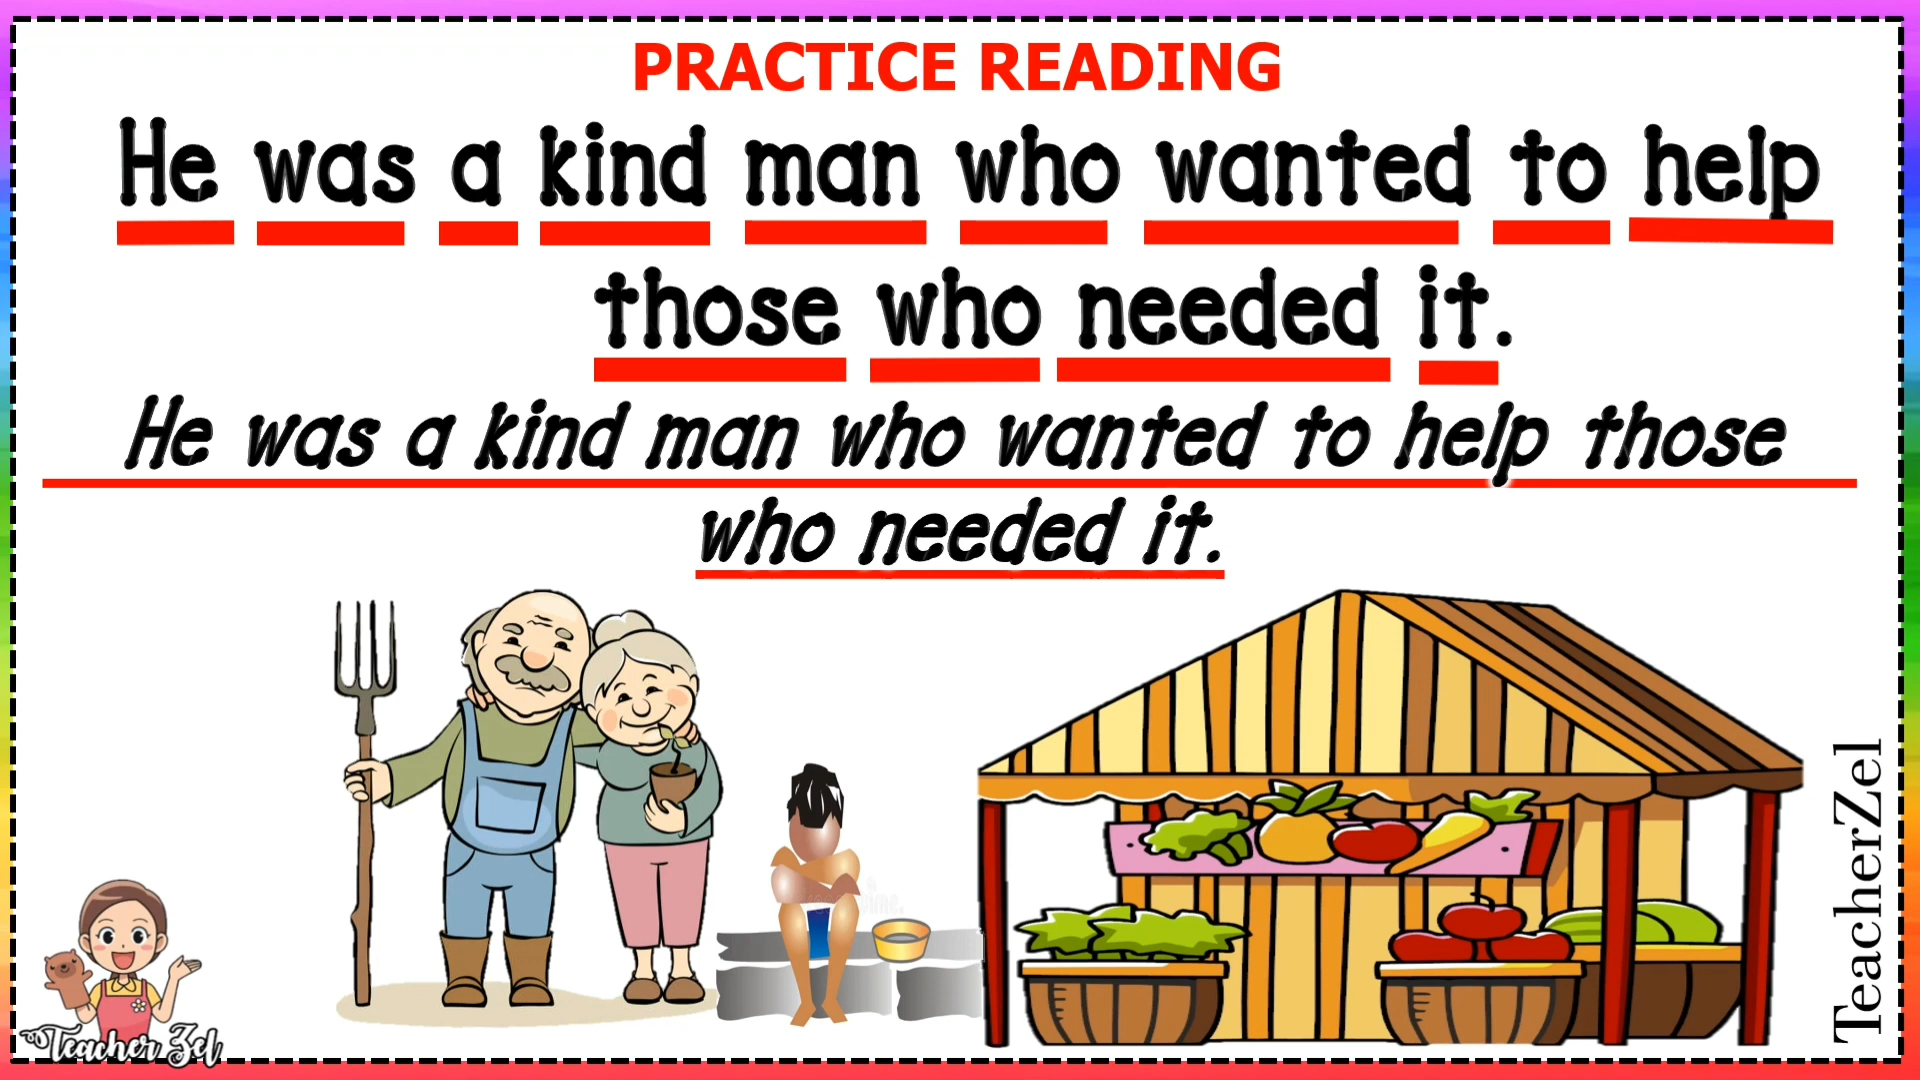 PRACTICE READING
He was a kind man who wanted to help
those who needed it.
He was a kind man who wanted to help those
who needed it.
TeacherZel
Teacher Zel